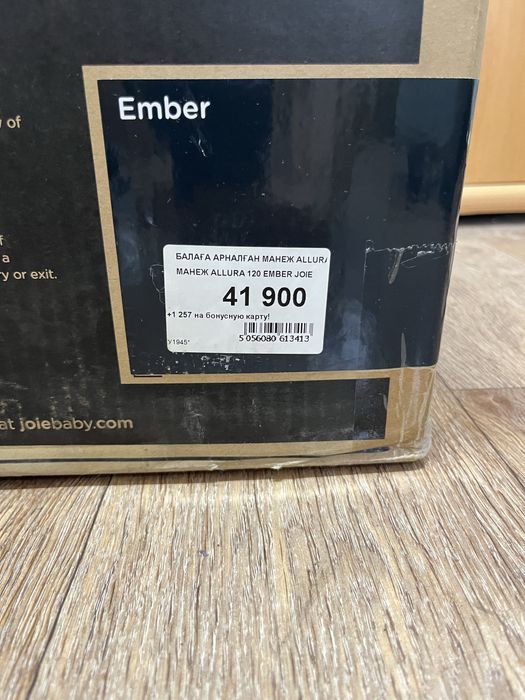 of
Ember
f
a
y or exit.
БАЛАҒА АРНАЛҒАН МАНЕЖ ALLURA
МАНЕЖ ALLURA 120 EMBER JOIE
41 900
+1 257 на бонусную карту!
У1945*
5 056080 613413
at joiebaby.com